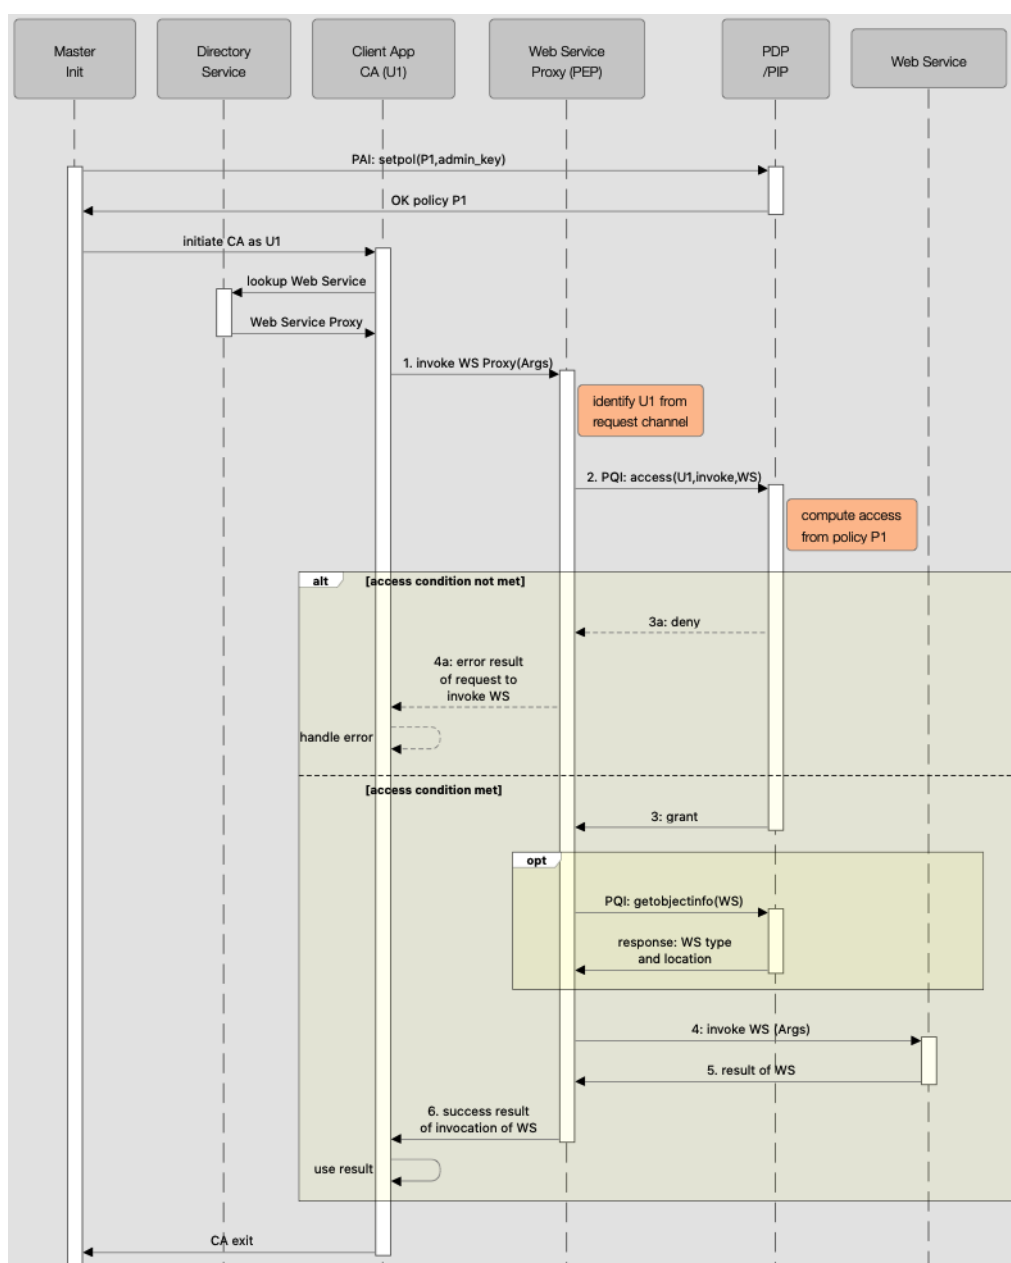 Master
Init
Directory
Service
Client App
CA (U1)
Web Service
Proxy (PEP)
PDP
/PIP
Web Service
PAI: setpol(P1,admin_key)
OK policy P1
initiate CA as U1
lookup Web Service
Web Service Proxy
1. invoke WS Proxy(Args)
identify U1 from
request channel
2. PQI: access(U1,invoke,WS)
compute access
from policy P1
alt
[access condition not met]
3a: deny
4a: error result
of request to
invoke WS
handle error
[access condition met]
3: grant
opt
PQI: getobjectinfo(WS)
response: WS type
and location
4: invoke WS (Args)
5. result of WS
6. success result
of invocation of WS
use result
CA exit